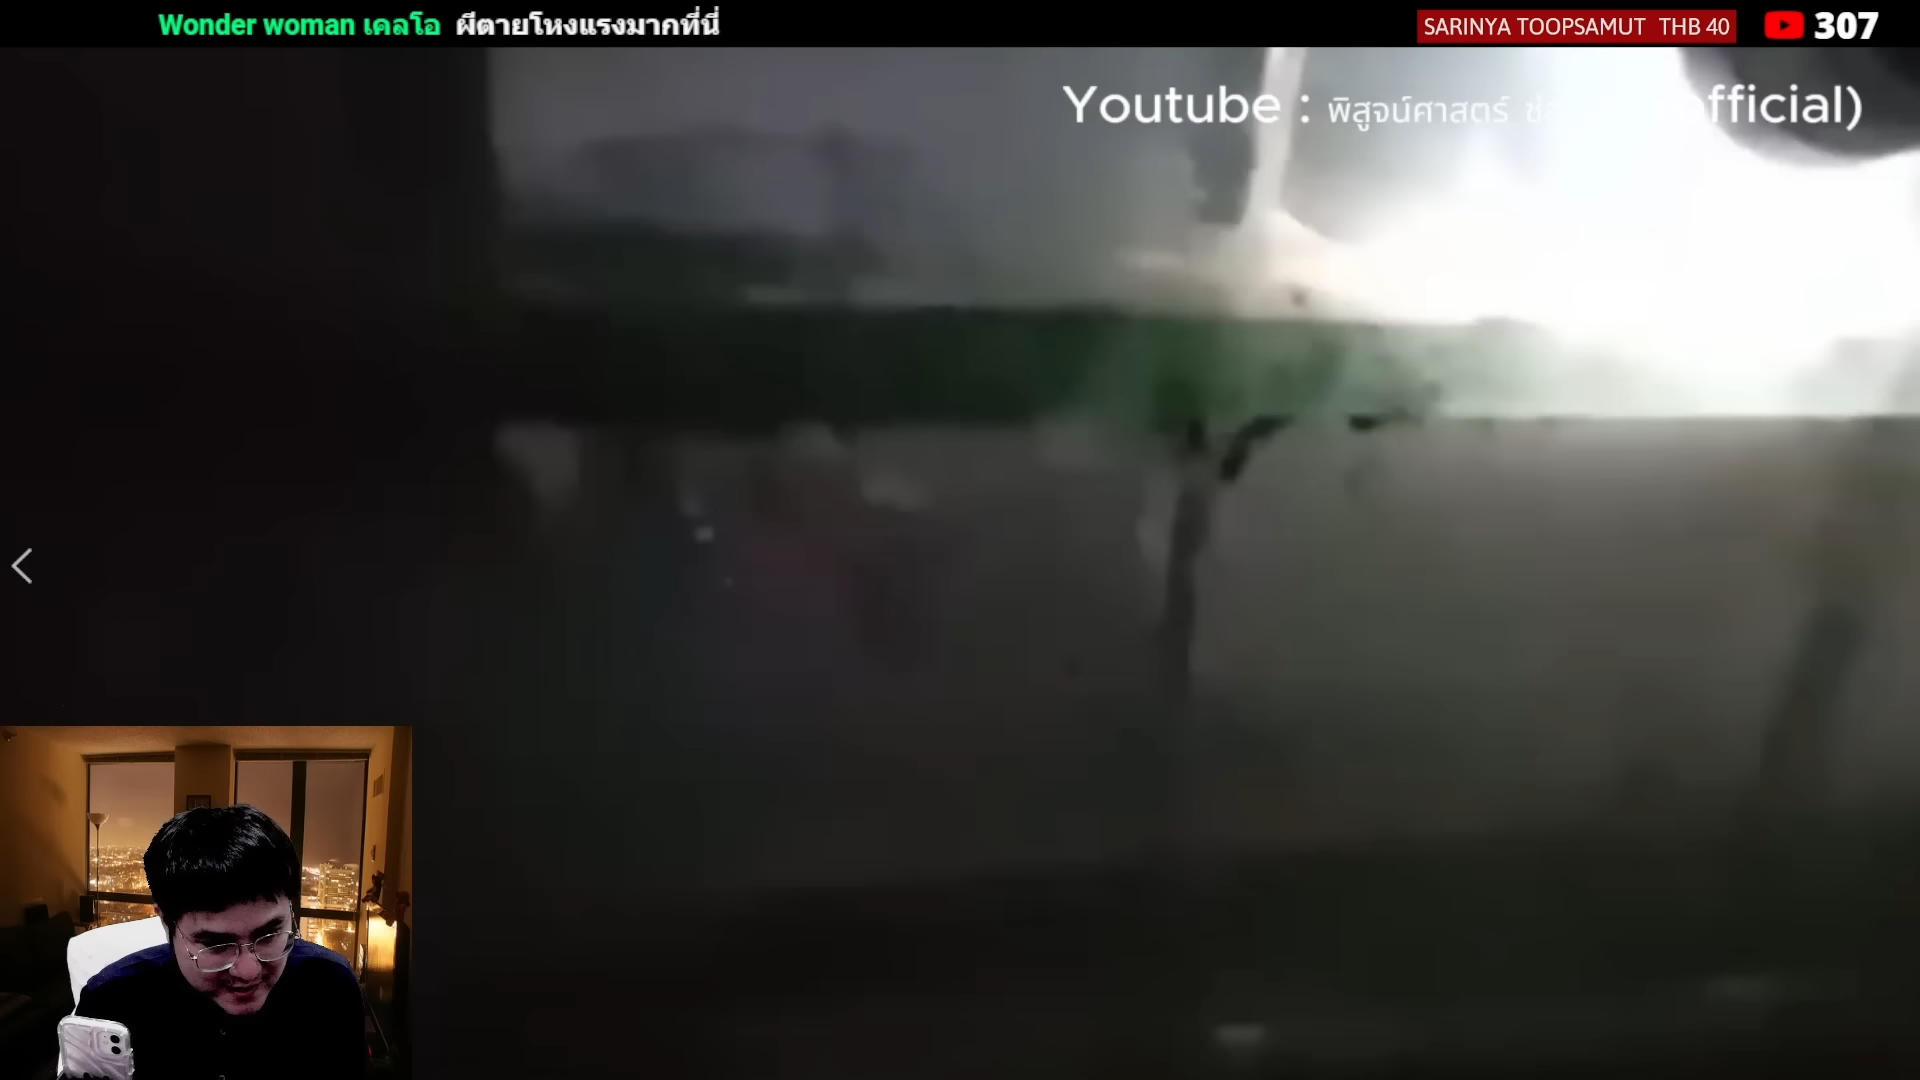 Wonder woman เคลโอ ผีตายโหงแรงมากที่นี่
SARINYA TOOPSAMUT THB 40
307
Youtube : พิสูจน์ศาสตร์ fficial)